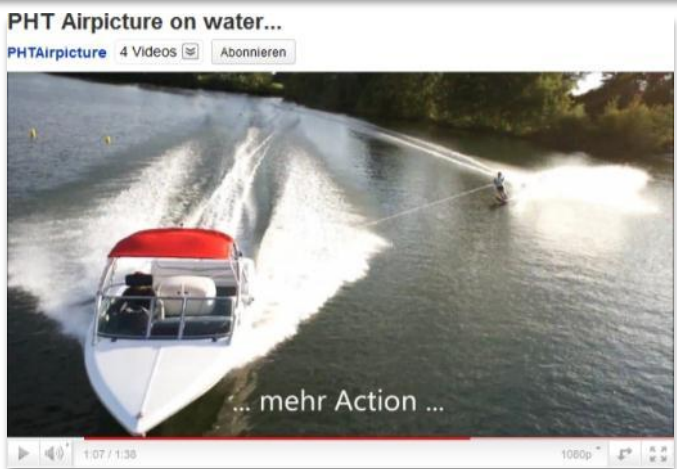 PHT Airpicture on water...
PHTAirpicture 4 Videos Abonnieren
... mehr Action ...
1:07 / 1:38 1080p